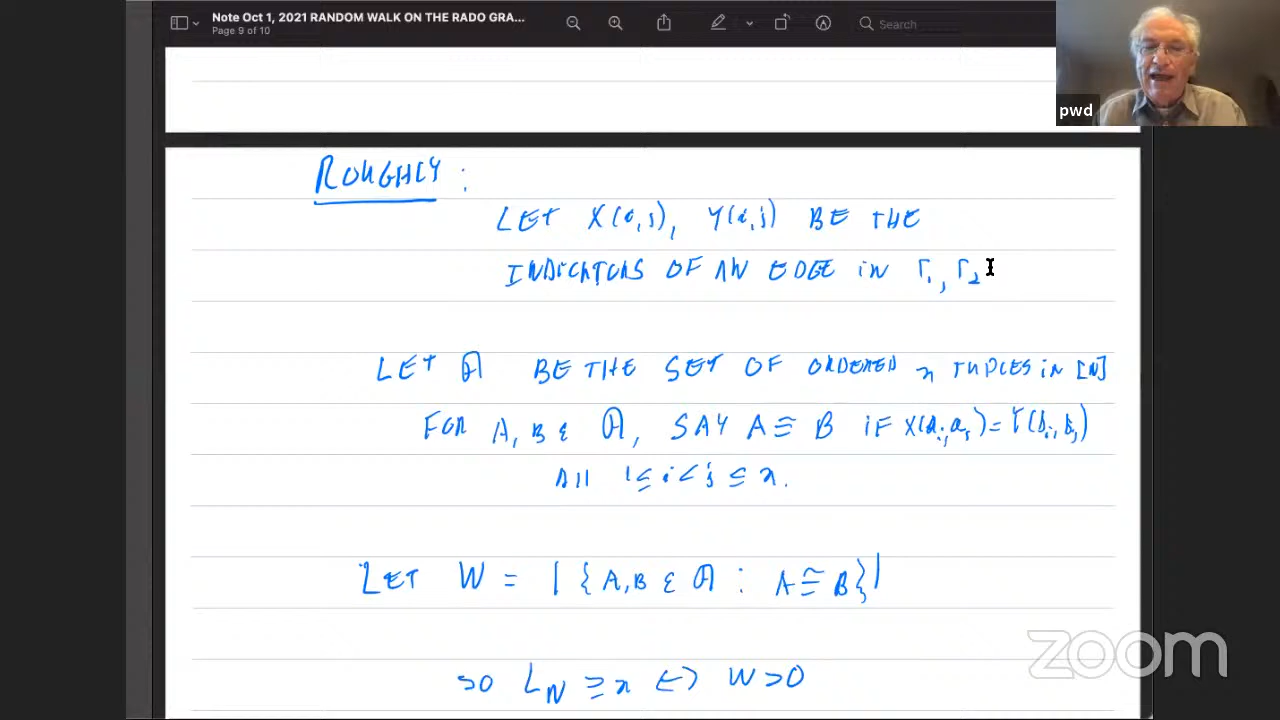 Note Oct 1, 2021 RANDOM WALK ON THE RADO GRA...
Page 9 of 10
Search
pwd
ROUGHLY :
LET X(i,j), Y(i,j) BE THE
INDICATORS OF AN EDGE IN Γ₁, Γ₂
LET 𝒜 BE THE SET OF ORDERED n TUPLES in [N]
FOR A, B ε 𝒜, SAY A ≅ B IF X(aᵢ,aⱼ) = Y(bᵢ,bⱼ)
All 1 ≤ i < j ≤ n.
LET W = | { A,B ε 𝒜 : A ≅ B } |
SO L_N ≥ n ⟺ W > 0
zoom